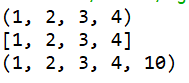 (1, 2, 3, 4)
[1, 2, 3, 4]
(1, 2, 3, 4, 10)